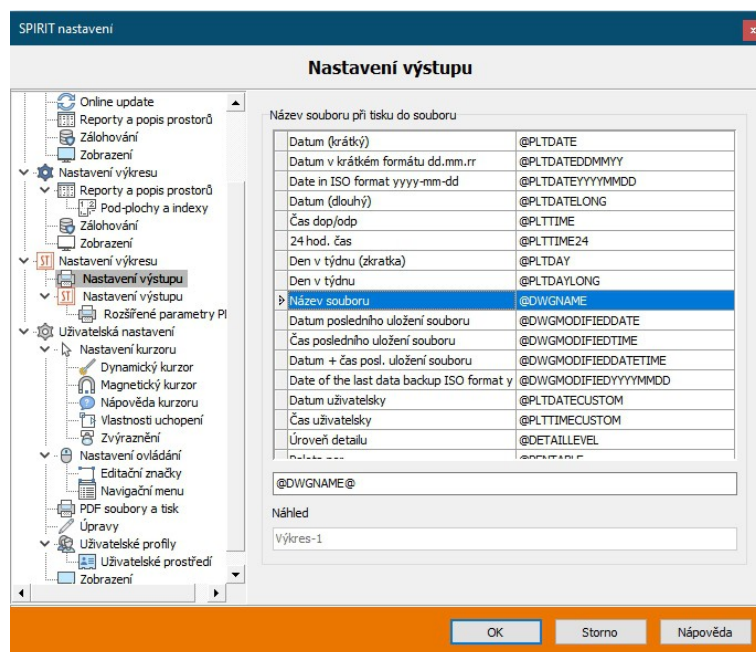 SPIRIT nastavení
Nastavení výstupu
Online update
Reporty a popis prostorů
Zálohování
Zobrazení
Nastavení výkresu
Reporty a popis prostorů
Pod-plochy a indexy
Zálohování
Zobrazení
Nastavení výkresu
Nastavení výstupu
Nastavení výstupu
Rozšířené parametry Pl
Uživatelská nastavení
Nastavení kurzoru
Dynamický kurzor
Magnetický kurzor
Nápověda kurzoru
Vlastnosti uchopení
Zvýraznění
Nastavení ovládání
Editační značky
Navigační menu
PDF soubory a tisk
Úpravy
Uživatelské profily
Uživatelské prostředí
Zobrazení
Název souboru při tisku do souboru
Datum (krátký) @PLTDATE
Datum v krátkém formátu dd.mm.rr @PLTDATEDDMMYY
Date in ISO format yyyy-mm-dd @PLTDATEYYYYMMDD
Datum (dlouhý) @PLTDATELONG
Čas dop/odp @PLTTIME
24 hod. čas @PLTTIME24
Den v týdnu (zkratka) @PLTDAY
Den v týdnu @PLTDAYLONG
Název souboru @DWGNAME
Datum posledního uložení souboru @DWGMODIFIEDDATE
Čas posledního uložení souboru @DWGMODIFIEDTIME
Datum + čas posl. uložení souboru @DWGMODIFIEDDATETIME
Date of the last data backup ISO format y @DWGMODIFIEDYYYYMMDD
Datum uživatelsky @PLTDATECUSTOM
Čas uživatelsky @PLTTIMECUSTOM
Úroveň detailu @DETAILLEVEL
@DWGNAME@
Náhled
Výkres-1
OK Storno Nápověda